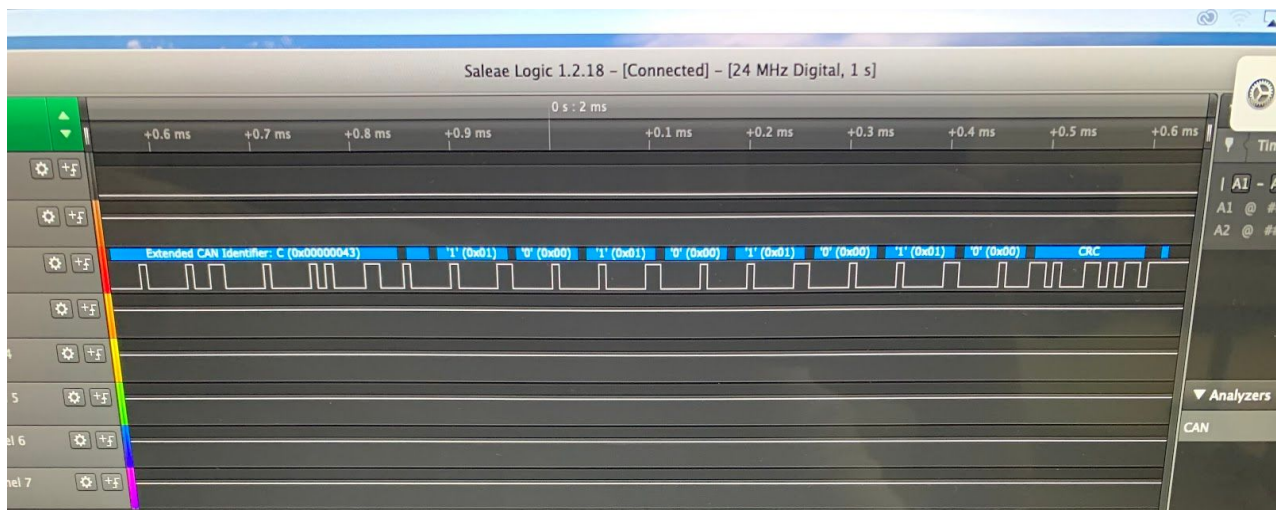 Saleae Logic 1.2.18 – [Connected] – [24 MHz Digital, 1 s]
0 s : 2 ms
+0.6 ms +0.7 ms +0.8 ms +0.9 ms +0.1 ms +0.2 ms +0.3 ms +0.4 ms +0.5 ms +0.6 ms
Tin
A1 –
A1 @ #
A2 @ ##
Extended CAN Identifier: C (0x00000043) '1' (0x01) '0' (0x00) '1' (0x01) '0' (0x00) '1' (0x01) '0' (0x00) '1' (0x01) '0' (0x00) CRC
5
el 6
nel 7
Analyzers
CAN